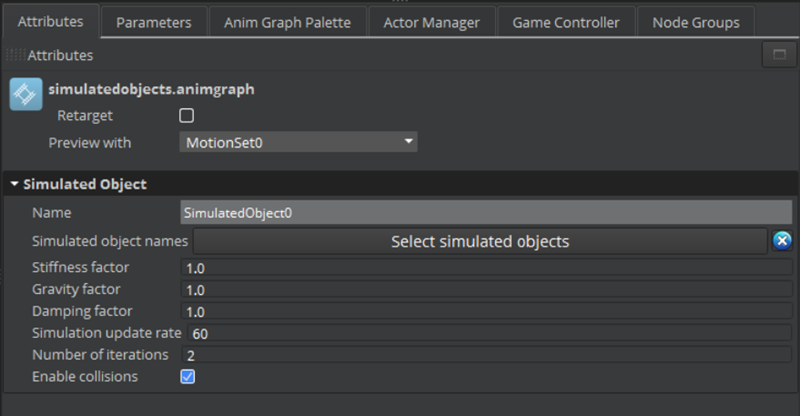 Attributes Parameters Anim Graph Palette Actor Manager Game Controller Node Groups
Attributes
simulatedobjects.animgraph
Retarget
Preview with MotionSet0
Simulated Object
Name SimulatedObject0
Simulated object names Select simulated objects
Stiffness factor 1.0
Gravity factor 1.0
Damping factor 1.0
Simulation update rate 60
Number of iterations 2
Enable collisions